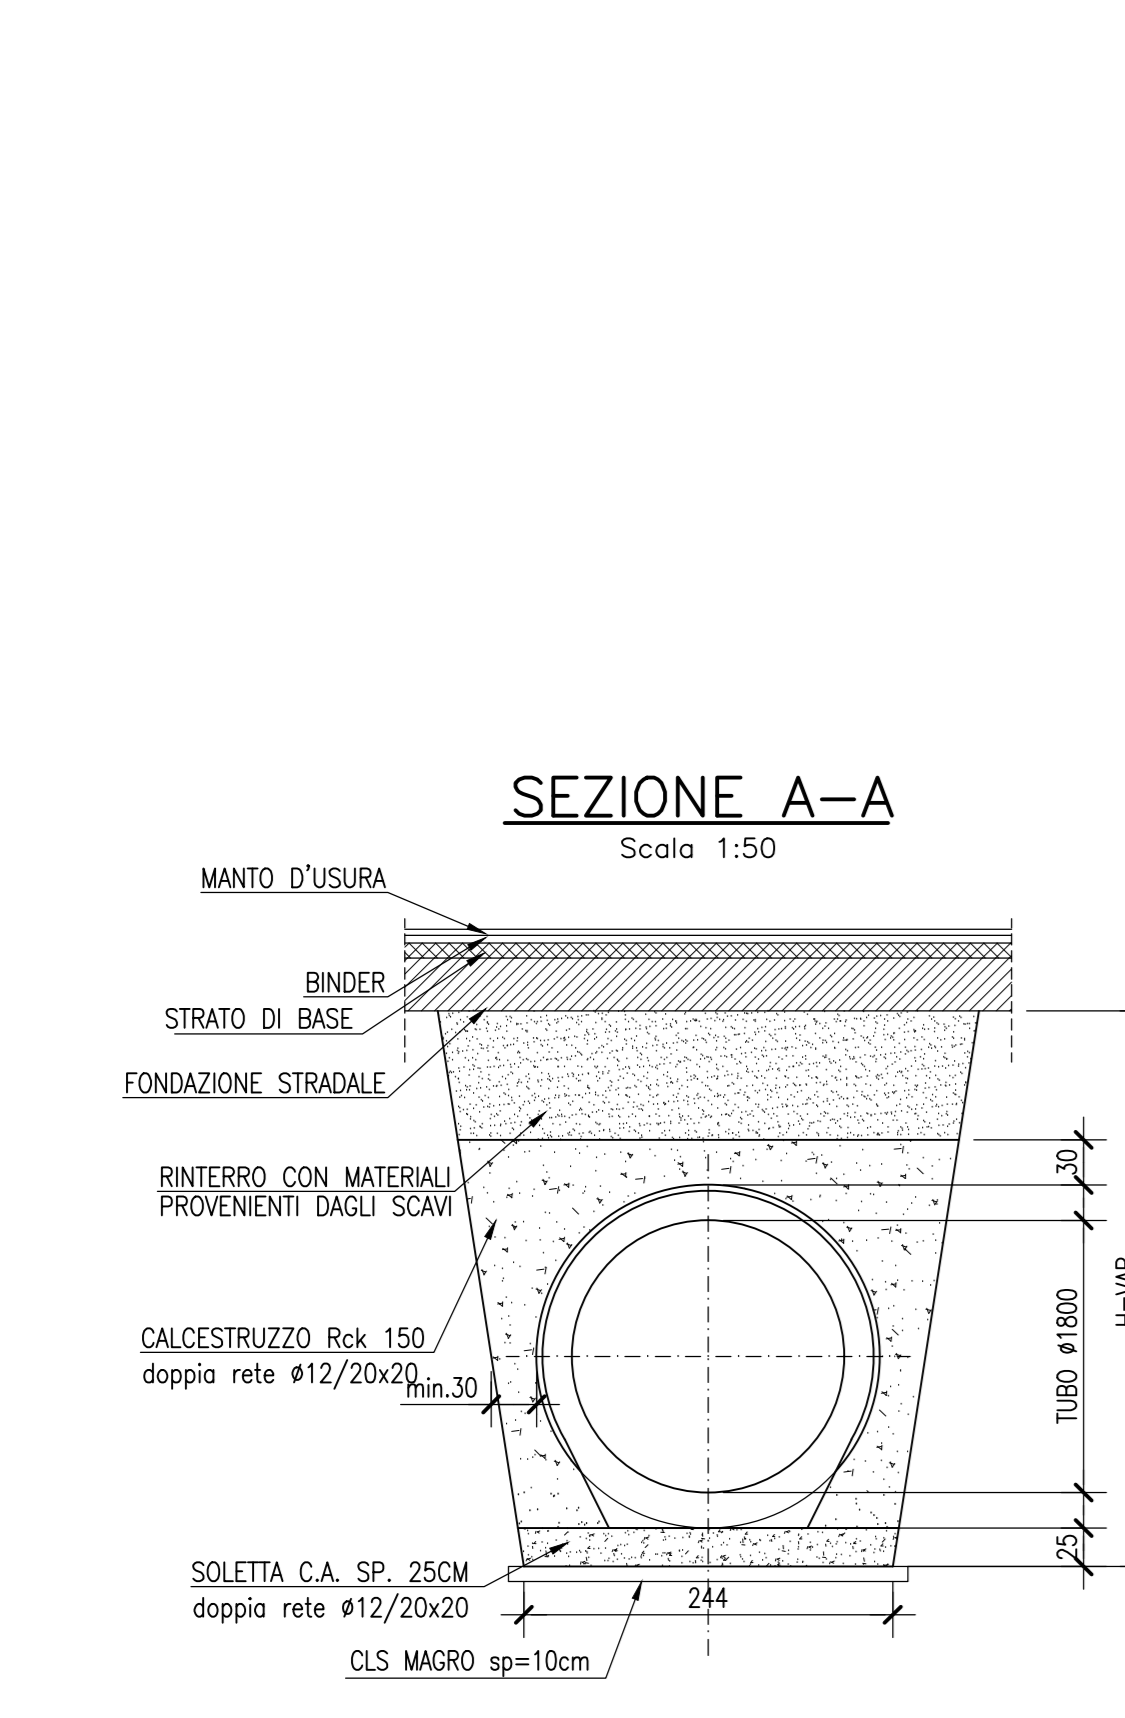 SEZIONE A-A
Scala 1:50
MANTO D'USURA
BINDER
STRATO DI BASE
FONDAZIONE STRADALE
RINTERRO CON MATERIALI
PROVENIENTI DAGLI SCAVI
30
CALCESTRUZZO Rck 150
doppia rete ø12/20x20
min.30
TUBO ø1800
25
SOLETTA C.A. SP. 25CM
doppia rete ø12/20x20
244
CLS MAGRO sp=10cm